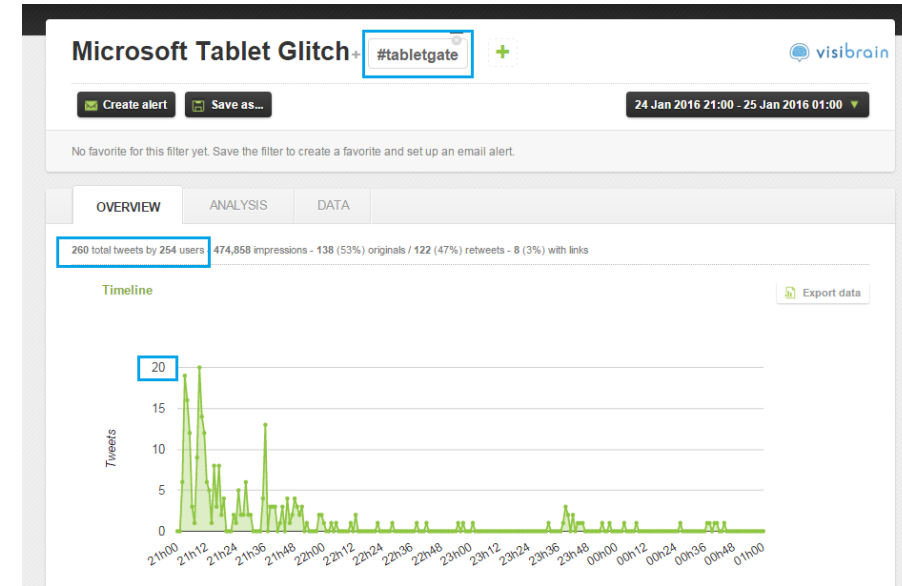 Microsoft Tablet Glitch + #tabletgate +
visibrain
Create alert Save as... 24 Jan 2016 21:00 - 25 Jan 2016 01:00
No favorite for this filter yet. Save the filter to create a favorite and set up an email alert.
OVERVIEW ANALYSIS DATA
260 total tweets by 254 users - 474,858 impressions - 138 (53%) originals / 122 (47%) retweets - 8 (3%) with links
Timeline
Export data
20
15
10
5
0
Tweets
21h00 21h12 21h24 21h36 21h48 22h00 22h12 22h24 22h36 22h48 23h00 23h12 23h24 23h36 23h48 00h00 00h12 00h24 00h36 00h48 01h00